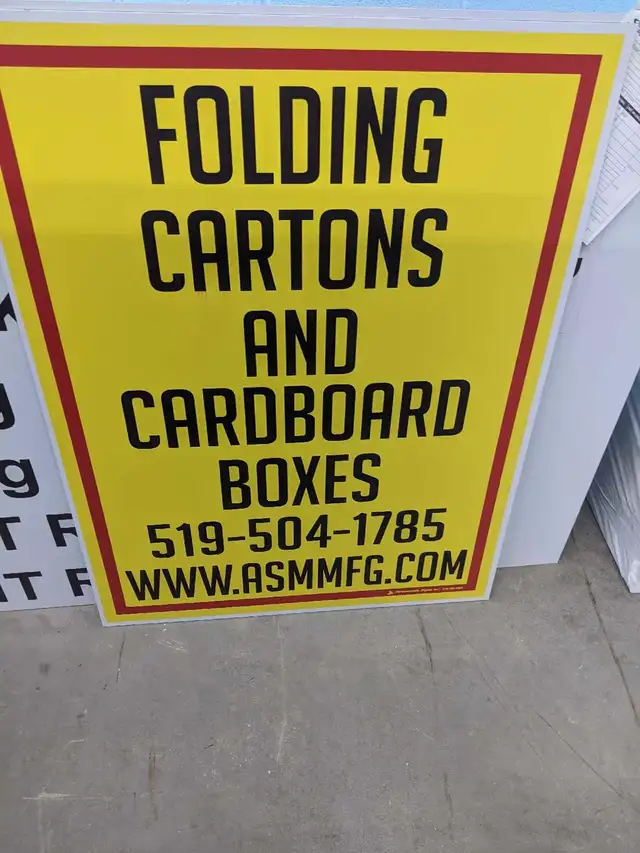 FOLDING
CARTONS
AND
CARDBOARD
BOXES
519-504-1785
WWW.ASMMFG.COM